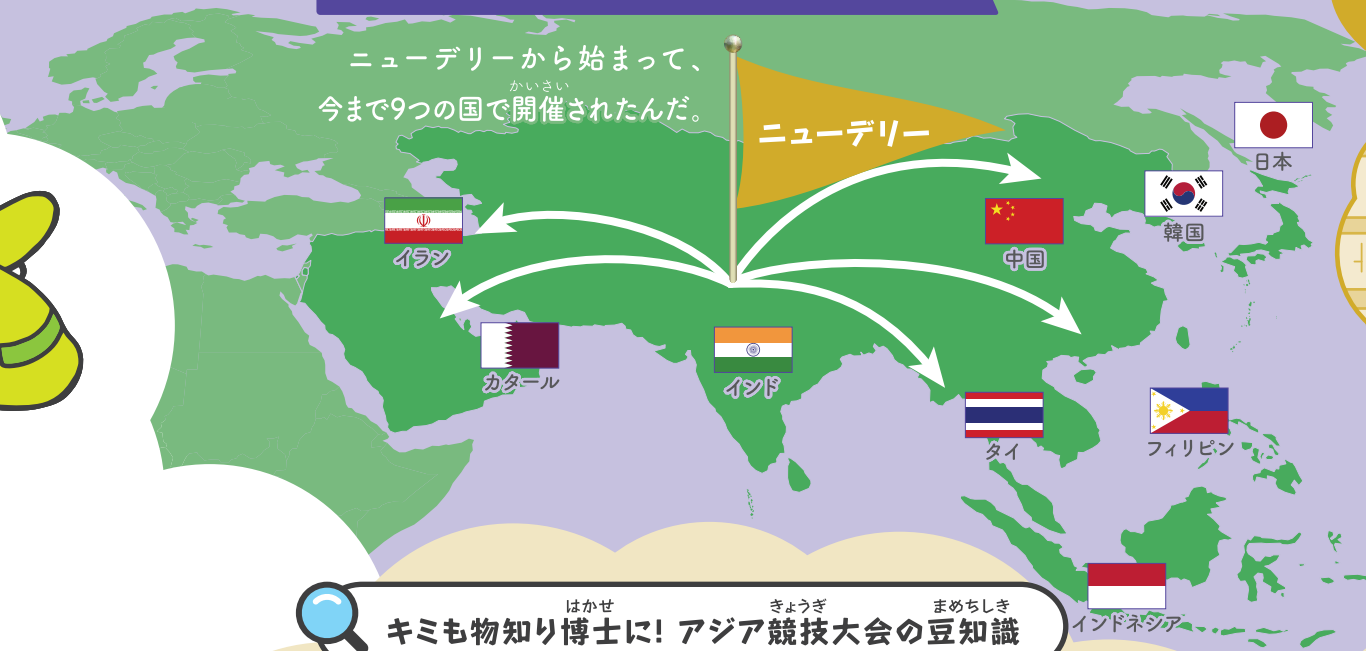 ニューデリーから始まって、
かいさい
今まで9つの国で開催されたんだ。
ニューデリー
日本
韓国
中国
イラン
カタール
インド
タイ
フィリピン
インドネシア
はかせ きょうぎ まめちしき
キミも物知り博士に! アジア競技大会の豆知識